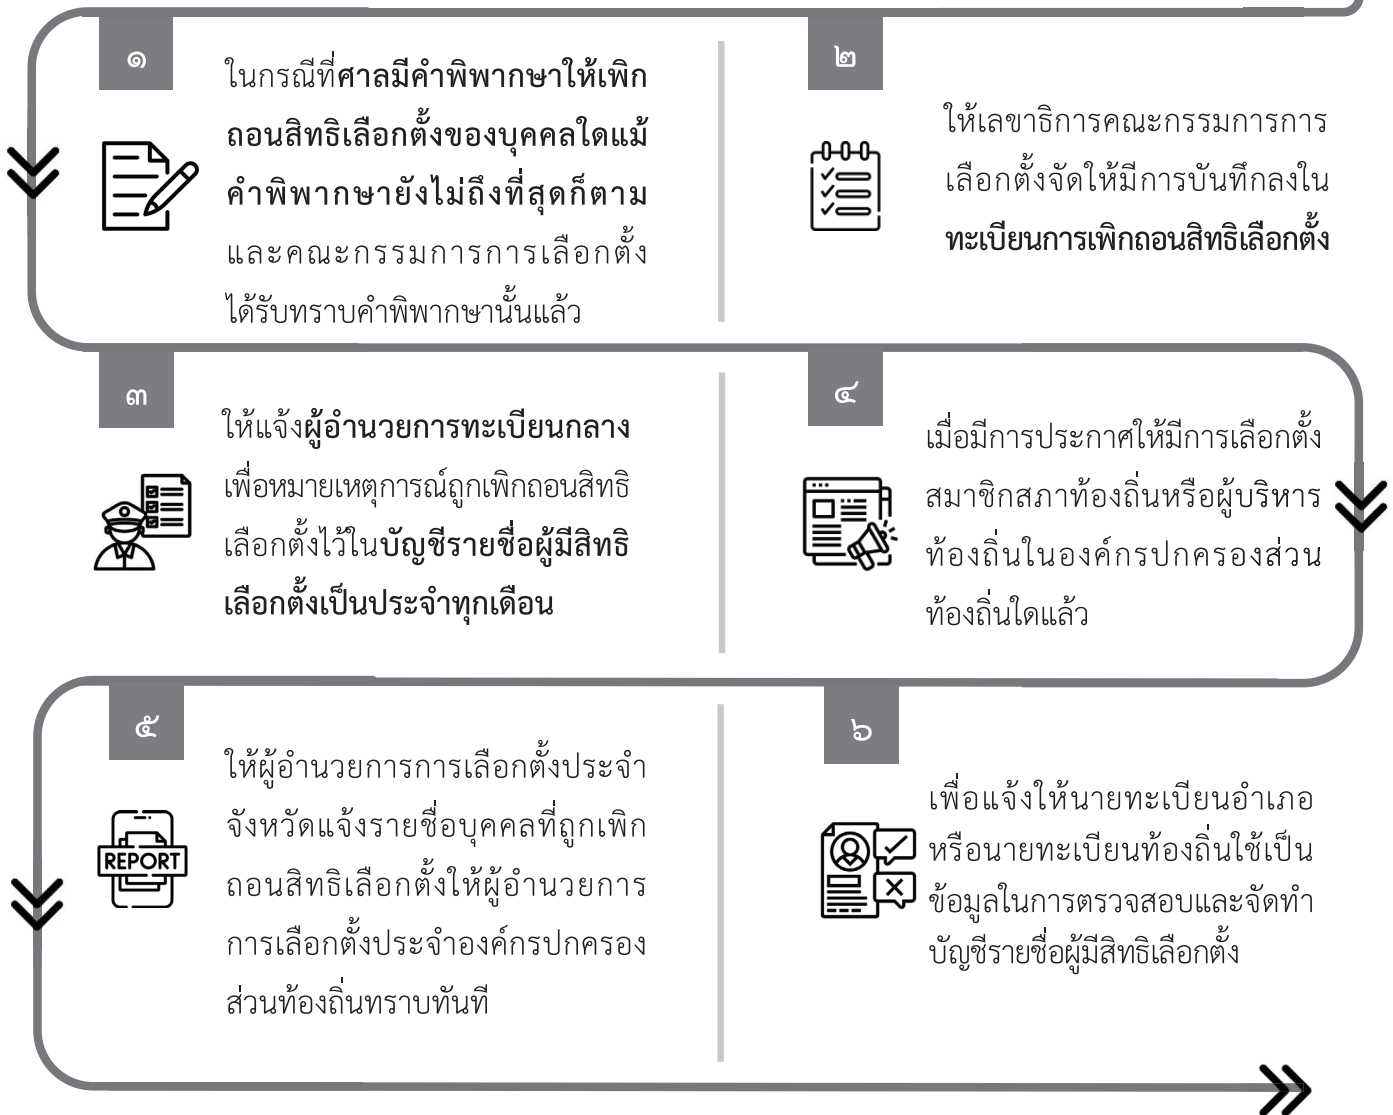 ๑
ในกรณีที่ศาลมีคำพิพากษาให้เพิก
ถอนสิทธิเลือกตั้งของบุคคลใดแม้
คำพิพากษายังไม่ถึงที่สุดก็ตาม
และคณะกรรมการการเลือกตั้ง
ได้รับทราบคำพิพากษานั้นแล้ว
๒
ให้เลขาธิการคณะกรรมการการ
เลือกตั้งจัดให้มีการบันทึกลงใน
ทะเบียนการเพิกถอนสิทธิเลือกตั้ง
๓
ให้แจ้งผู้อำนวยการทะเบียนกลาง
เพื่อหมายเหตุการณ์ถูกเพิกถอนสิทธิ
เลือกตั้งไว้ในบัญชีรายชื่อผู้มีสิทธิ
เลือกตั้งเป็นประจำทุกเดือน
๔
เมื่อมีการประกาศให้มีการเลือกตั้ง
สมาชิกสภาท้องถิ่นหรือผู้บริหาร
ท้องถิ่นในองค์กรปกครองส่วน
ท้องถิ่นใดแล้ว
๕
ให้ผู้อำนวยการการเลือกตั้งประจำ
จังหวัดแจ้งรายชื่อบุคคลที่ถูกเพิก
ถอนสิทธิเลือกตั้งให้ผู้อำนวยการ
การเลือกตั้งประจำองค์กรปกครอง
ส่วนท้องถิ่นทราบทันที
REPORT
๖
เพื่อแจ้งให้นายทะเบียนอำเภอ
หรือนายทะเบียนท้องถิ่นใช้เป็น
ข้อมูลในการตรวจสอบและจัดทำ
บัญชีรายชื่อผู้มีสิทธิเลือกตั้ง